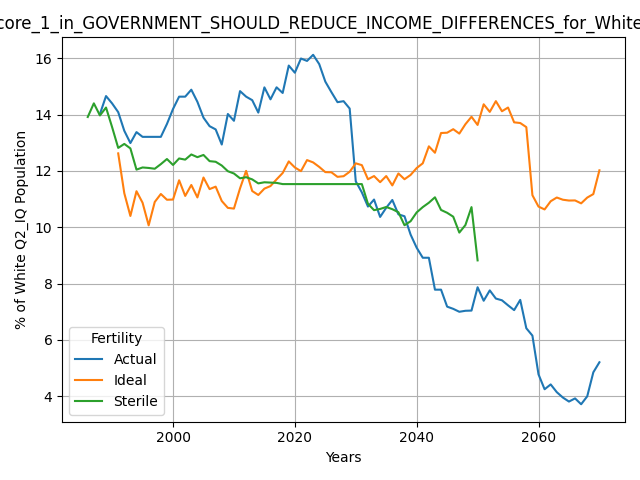 core_1_in_GOVERNMENT_SHOULD_REDUCE_INCOME_DIFFERENCES_for_White
16
14
12
10
8
6
4
% of White Q2_IQ Population
Fertility
Actual
Ideal
Sterile
2000
2020
2040
2060
Years